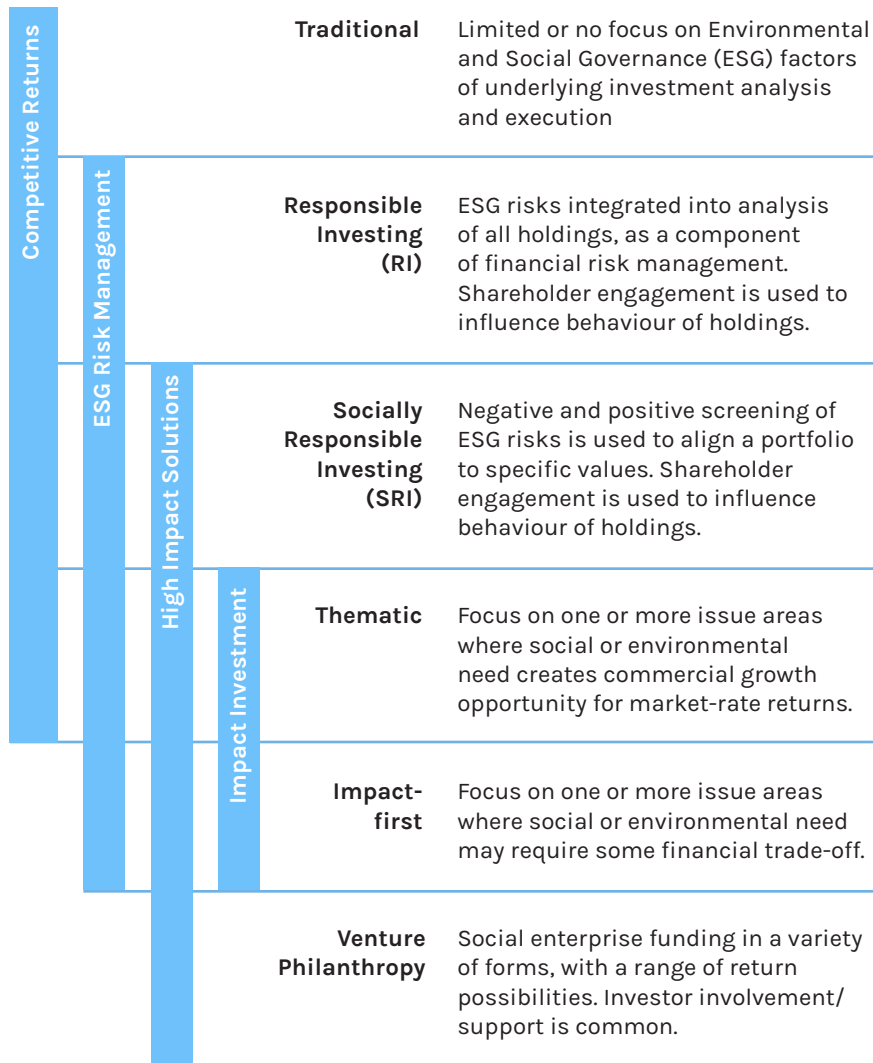 Competitive Returns
ESG Risk Management
High Impact Solutions
Impact Investment
Traditional
Limited or no focus on Environmental
and Social Governance (ESG) factors
of underlying investment analysis
and execution
Responsible
Investing
(RI)
ESG risks integrated into analysis
of all holdings, as a component
of financial risk management.
Shareholder engagement is used to
influence behaviour of holdings.
Socially
Responsible
Investing
(SRI)
Negative and positive screening of
ESG risks is used to align a portfolio
to specific values. Shareholder
engagement is used to influence
behaviour of holdings.
Thematic
Focus on one or more issue areas
where social or environmental
need creates commercial growth
opportunity for market-rate returns.
Impact-
first
Focus on one or more issue areas
where social or environmental need
may require some financial trade-off.
Venture
Philanthropy
Social enterprise funding in a variety
of forms, with a range of return
possibilities. Investor involvement/
support is common.